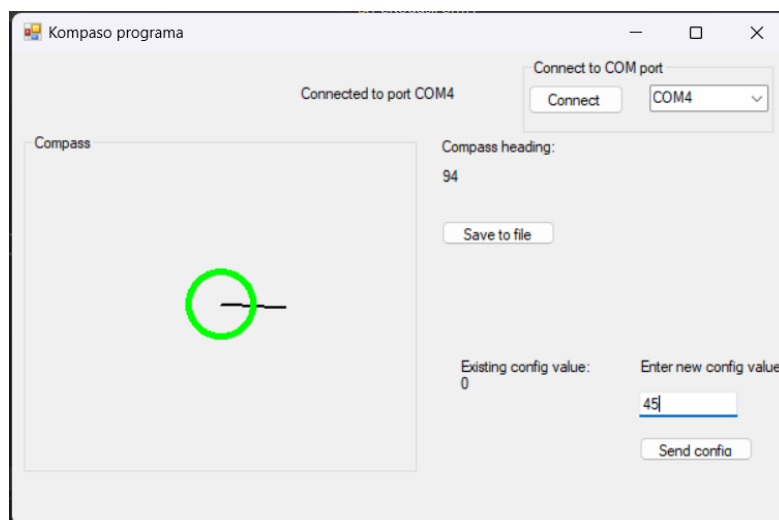 Kompaso programa
Connect to COM port
Connected to port COM4
Connect
COM4
Compass
Compass heading:
94
Save to file
Existing config value:
0
Enter new config value
45
Send config